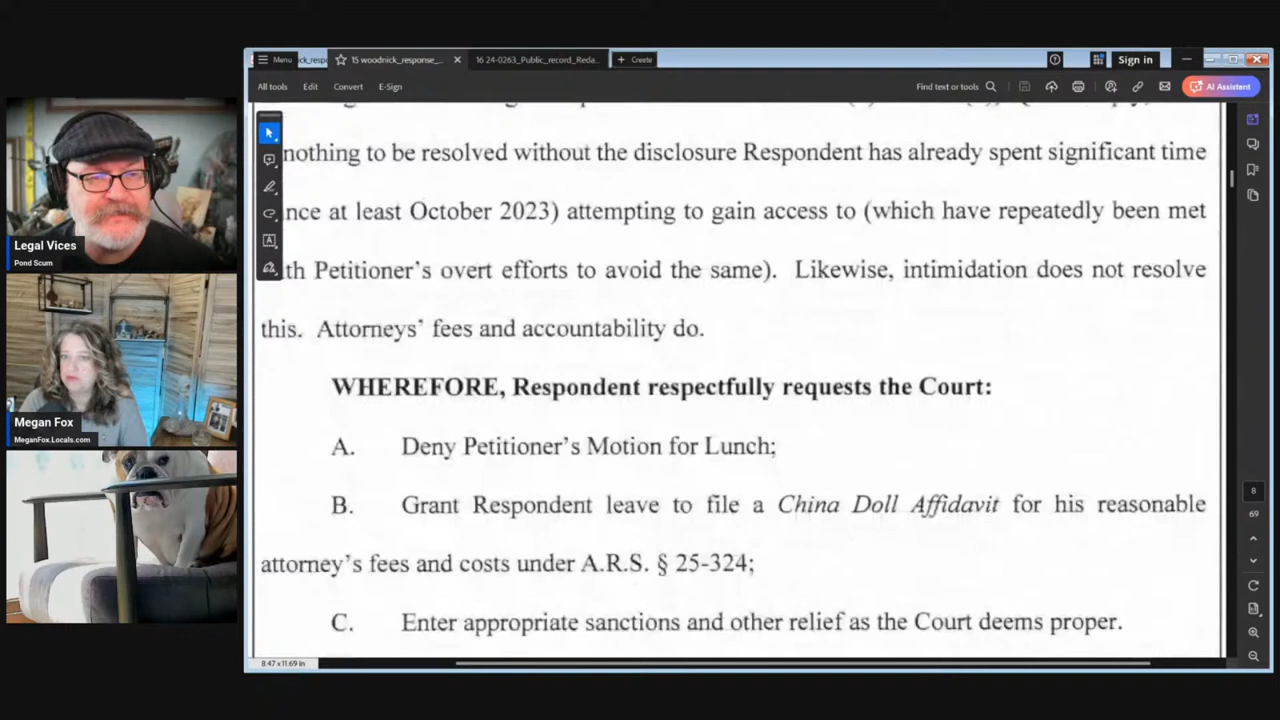 Menu
15 woodnick_response_...
16 24-0263_Public_record_Reda...
Create
Sign in
All tools
Edit
Convert
E-Sign
Find text or tools
AI Assistant
nothing to be resolved without the disclosure Respondent has already spent significant time
nce at least October 2023) attempting to gain access to (which have repeatedly been met
th Petitioner's overt efforts to avoid the same). Likewise, intimidation does not resolve
this. Attorneys' fees and accountability do.
WHEREFORE, Respondent respectfully requests the Court:
A. Deny Petitioner's Motion for Lunch;
B. Grant Respondent leave to file a China Doll Affidavit for his reasonable
attorney's fees and costs under A.R.S. § 25-324;
C. Enter appropriate sanctions and other relief as the Court deems proper.
8
69
8.47 x 11.69 in
Legal Vices
Pond Scum
Megan Fox
MeganFox.Locals.com